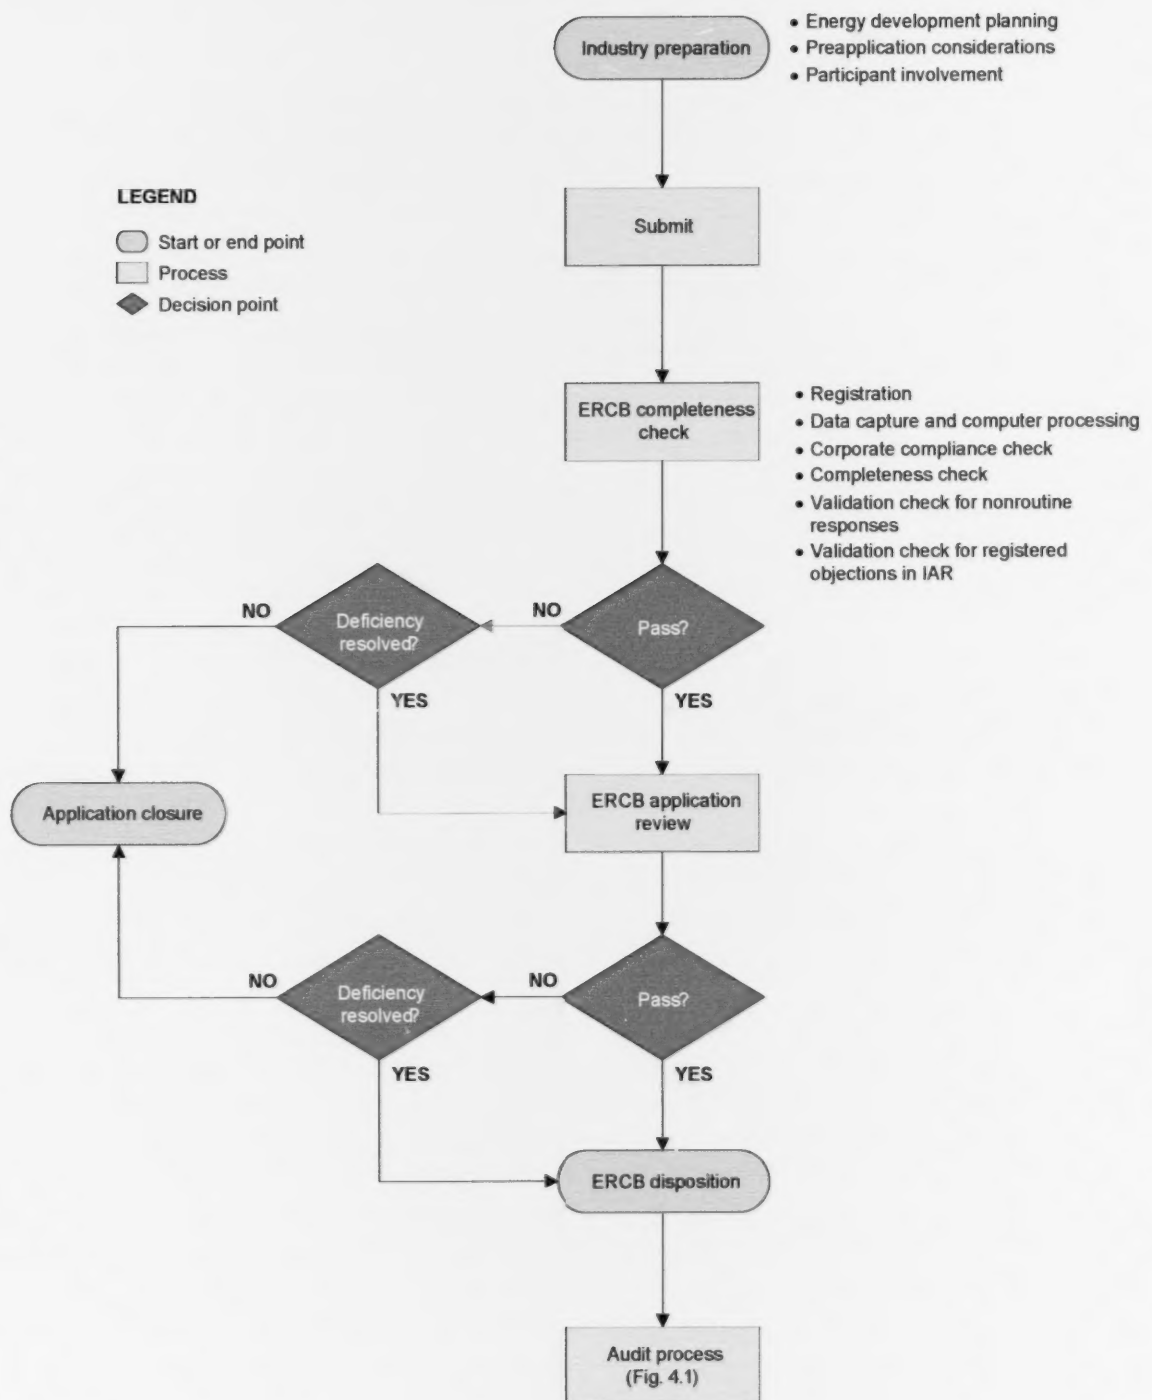 Industry preparation
• Energy development planning
• Preapplication considerations
• Participant involvement
LEGEND
Start or end point
Process
Decision point
Submit
ERCB completeness
check
• Registration
• Data capture and computer processing
• Corporate compliance check
• Completeness check
• Validation check for nonroutine
responses
• Validation check for registered
objections in IAR
NO
Deficiency
resolved?
NO
Pass?
YES
YES
Application closure
ERCB application
review
NO
Deficiency
resolved?
NO
Pass?
YES
YES
ERCB disposition
Audit process
(Fig. 4.1)